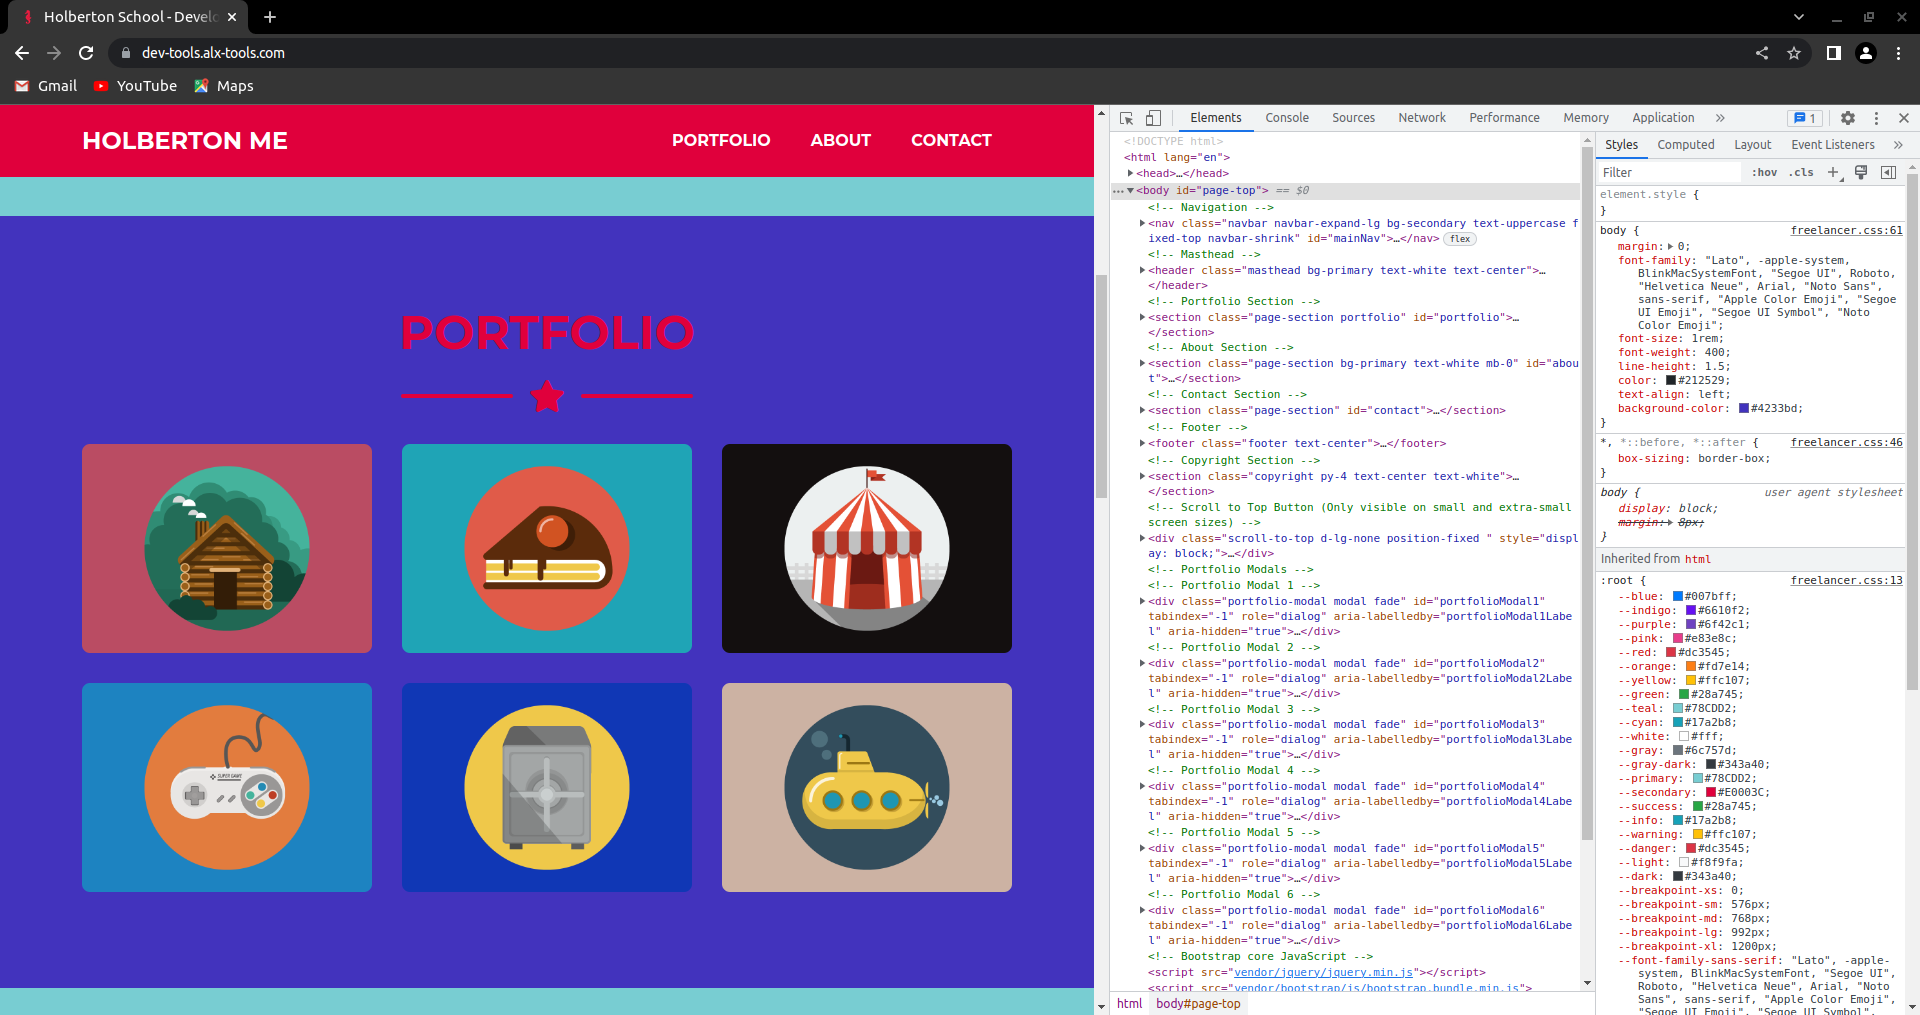 Holberton School - Develo
dev-tools.alx-tools.com
Gmail
YouTube
Maps
HOLBERTON ME
PORTFOLIO
ABOUT
CONTACT
PORTFOLIO
SUPER GAME
Elements
Console
Sources
Network
Performance
Memory
Application
»
1
<!DOCTYPE html>
<html lang="en">
<head>…</head>
<body id="page-top"> == $0
<!-- Navigation -->
<nav class="navbar navbar-expand-lg bg-secondary text-uppercase f
ixed-top navbar-shrink" id="mainNav">…</nav> flex
<!-- Masthead -->
<header class="masthead bg-primary text-white text-center">…
</header>
<!-- Portfolio Section -->
<section class="page-section portfolio" id="portfolio">…
</section>
<!-- About Section -->
<section class="page-section bg-primary text-white mb-0" id="abou
t">…</section>
<!-- Contact Section -->
<section class="page-section" id="contact">…</section>
<!-- Footer -->
<footer class="footer text-center">…</footer>
<!-- Copyright Section -->
<section class="copyright py-4 text-center text-white">…
</section>
<!-- Scroll to Top Button (Only visible on small and extra-small
screen sizes) -->
<div class="scroll-to-top d-lg-none position-fixed " style="displ
ay: block;">…</div>
<!-- Portfolio Modals -->
<!-- Portfolio Modal 1 -->
<div class="portfolio-modal modal fade" id="portfolioModal1"
tabindex="-1" role="dialog" aria-labelledby="portfolioModal1Labe
l" aria-hidden="true">…</div>
<!-- Portfolio Modal 2 -->
<div class="portfolio-modal modal fade" id="portfolioModal2"
tabindex="-1" role="dialog" aria-labelledby="portfolioModal2Labe
l" aria-hidden="true">…</div>
<!-- Portfolio Modal 3 -->
<div class="portfolio-modal modal fade" id="portfolioModal3"
tabindex="-1" role="dialog" aria-labelledby="portfolioModal3Labe
l" aria-hidden="true">…</div>
<!-- Portfolio Modal 4 -->
<div class="portfolio-modal modal fade" id="portfolioModal4"
tabindex="-1" role="dialog" aria-labelledby="portfolioModal4Labe
l" aria-hidden="true">…</div>
<!-- Portfolio Modal 5 -->
<div class="portfolio-modal modal fade" id="portfolioModal5"
tabindex="-1" role="dialog" aria-labelledby="portfolioModal5Labe
l" aria-hidden="true">…</div>
<!-- Portfolio Modal 6 -->
<div class="portfolio-modal modal fade" id="portfolioModal6"
tabindex="-1" role="dialog" aria-labelledby="portfolioModal6Labe
l" aria-hidden="true">…</div>
<!-- Bootstrap core JavaScript -->
<script src="vendor/jquery/jquery.min.js"></script>
<script src="vendor/bootstrap/js/bootstrap.bundle.min.js">
html body#page-top
Styles
Computed
Layout
Event Listeners
»
Filter
:hov .cls
element.style {
}
body { freelancer.css:61
margin: 0;
font-family: "Lato", -apple-system,
BlinkMacSystemFont, "Segoe UI", Roboto,
"Helvetica Neue", Arial, "Noto Sans",
sans-serif, "Apple Color Emoji", "Segoe
UI Emoji", "Segoe UI Symbol", "Noto
Color Emoji";
font-size: 1rem;
font-weight: 400;
line-height: 1.5;
color: #212529;
text-align: left;
background-color: #4233bd;
}
*, *::before, *::after { freelancer.css:46
box-sizing: border-box;
}
body { user agent stylesheet
display: block;
margin: 8px;
}
Inherited from html
:root { freelancer.css:13
--blue: #007bff;
--indigo: #6610f2;
--purple: #6f42c1;
--pink: #e83e8c;
--red: #dc3545;
--orange: #fd7e14;
--yellow: #ffc107;
--green: #28a745;
--teal: #78CDD2;
--cyan: #17a2b8;
--white: #fff;
--gray: #6c757d;
--gray-dark: #343a40;
--primary: #78CDD2;
--secondary: #E0003C;
--success: #28a745;
--info: #17a2b8;
--warning: #ffc107;
--danger: #dc3545;
--light: #f8f9fa;
--dark: #343a40;
--breakpoint-xs: 0;
--breakpoint-sm: 576px;
--breakpoint-md: 768px;
--breakpoint-lg: 992px;
--breakpoint-xl: 1200px;
--font-family-sans-serif: "Lato", -apple-
system, BlinkMacSystemFont, "Segoe UI",
Roboto, "Helvetica Neue", Arial, "Noto
Sans", sans-serif, "Apple Color Emoji",
"Segoe UI Emoji", "Segoe UI Symbol",